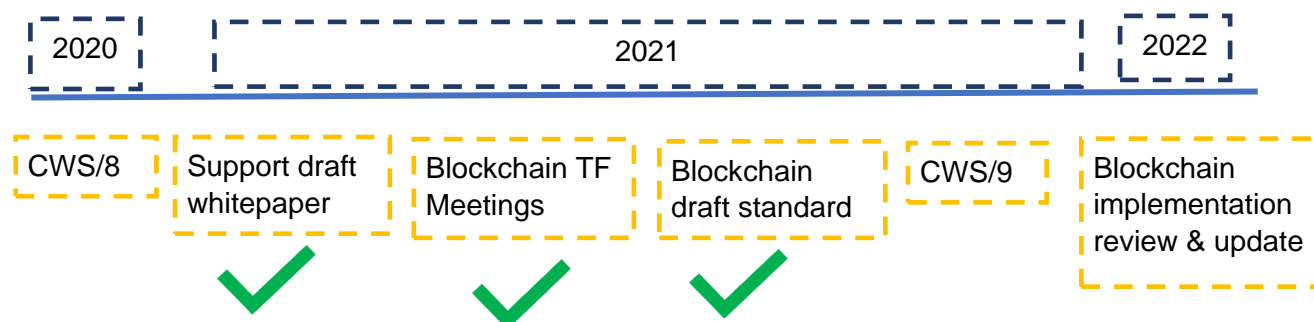 2020
2021
2022
CWS/8
Support draft
whitepaper
Blockchain TF
Meetings
Blockchain
draft standard
CWS/9
Blockchain
implementation
review & update